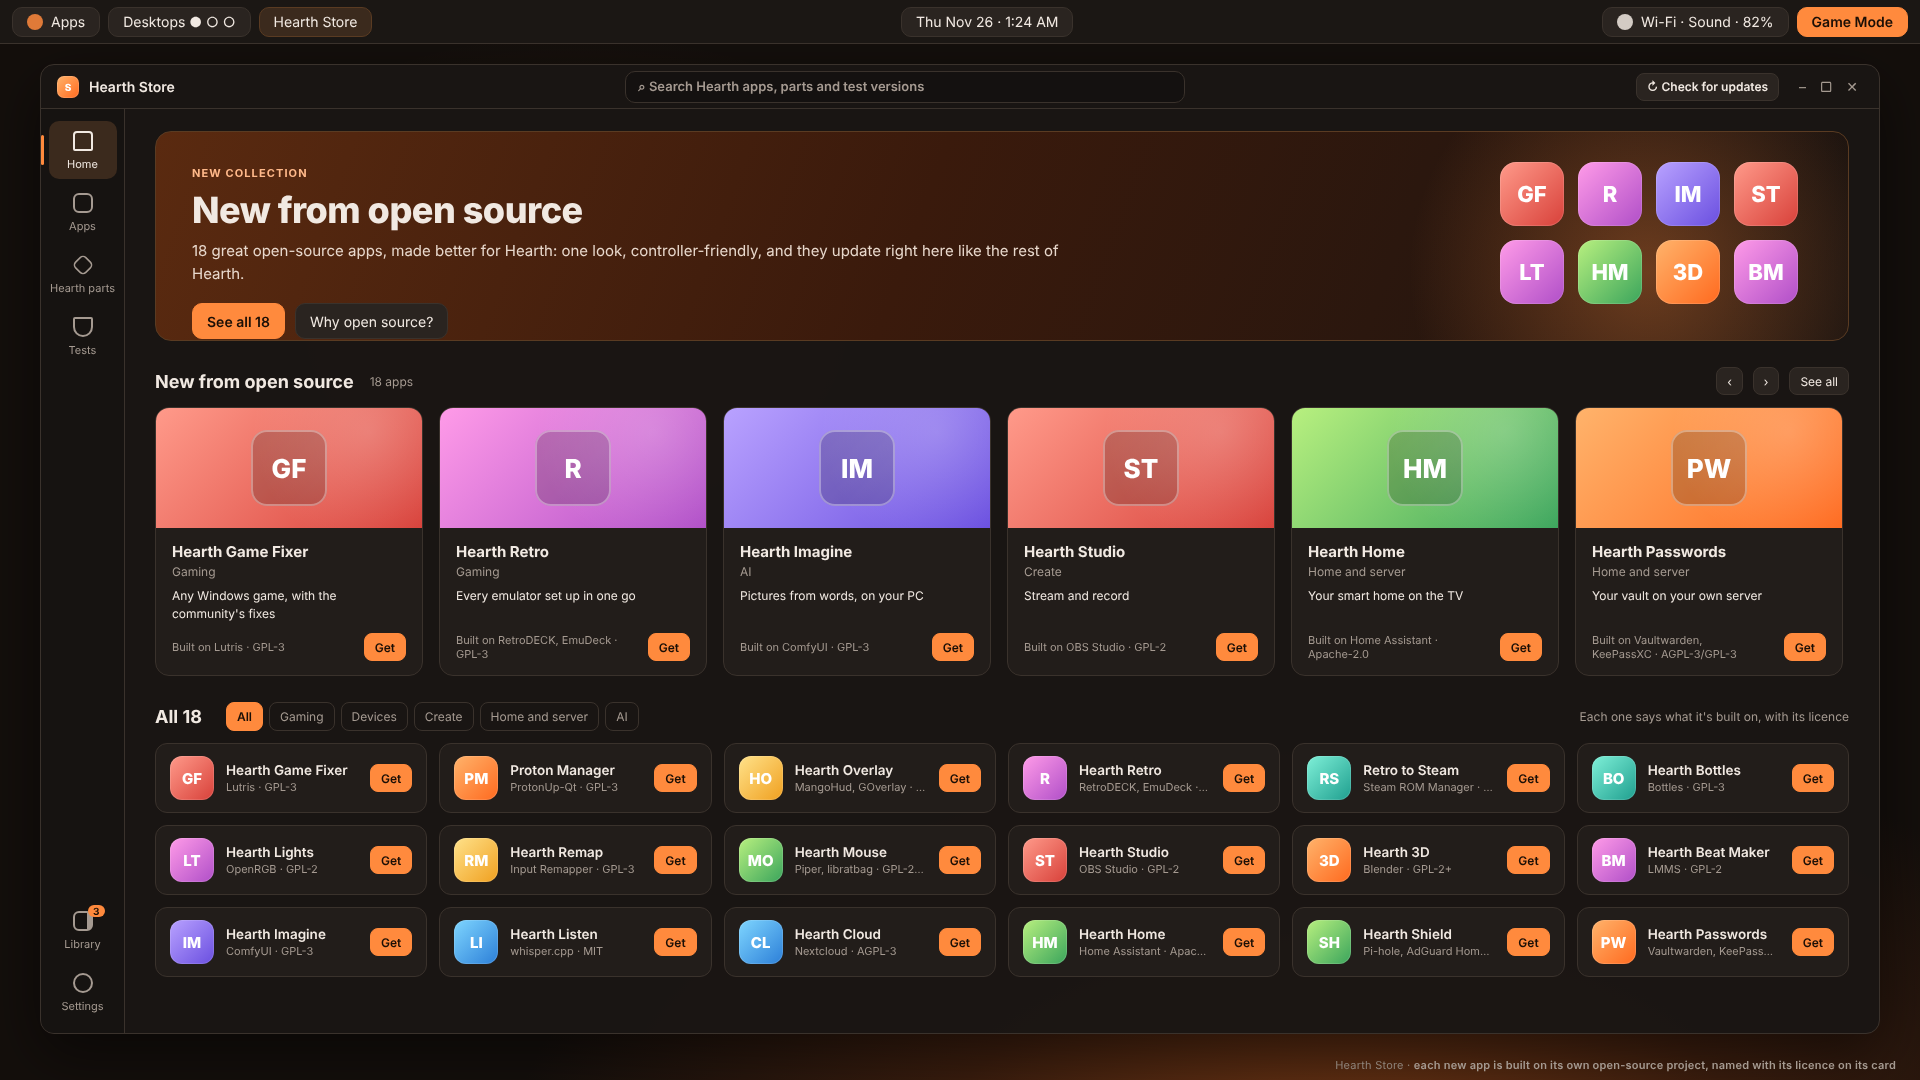 Apps
Desktops
Hearth Store
Thu Nov 26 · 1:24 AM
Wi-Fi · Sound · 82%
Game Mode
S
Hearth Store
Search Hearth apps, parts and test versions
↻ Check for updates
Home
Apps
Hearth parts
Tests
Library
3
Settings
NEW COLLECTION
New from open source
18 great open-source apps, made better for Hearth: one look, controller-friendly, and they update right here like the rest of
Hearth.
See all 18
Why open source?
GF
R
IM
ST
LT
HM
3D
BM
New from open source
18 apps
‹
›
See all
GF
Hearth Game Fixer
Gaming
Any Windows game, with the
community's fixes
Built on Lutris · GPL-3
Get
R
Hearth Retro
Gaming
Every emulator set up in one go
Built on RetroDECK, EmuDeck ·
GPL-3
Get
IM
Hearth Imagine
AI
Pictures from words, on your PC
Built on ComfyUI · GPL-3
Get
ST
Hearth Studio
Create
Stream and record
Built on OBS Studio · GPL-2
Get
HM
Hearth Home
Home and server
Your smart home on the TV
Built on Home Assistant ·
Apache-2.0
Get
PW
Hearth Passwords
Home and server
Your vault on your own server
Built on Vaultwarden,
KeePassXC · AGPL-3/GPL-3
Get
All 18
All
Gaming
Devices
Create
Home and server
AI
Each one says what it's built on, with its licence
GF
Hearth Game Fixer
Lutris · GPL-3
Get
PM
Proton Manager
ProtonUp-Qt · GPL-3
Get
HO
Hearth Overlay
MangoHud, GOverlay · ...
Get
R
Hearth Retro
RetroDECK, EmuDeck ·...
Get
RS
Retro to Steam
Steam ROM Manager · ...
Get
BO
Hearth Bottles
Bottles · GPL-3
Get
LT
Hearth Lights
OpenRGB · GPL-2
Get
RM
Hearth Remap
Input Remapper · GPL-3
Get
MO
Hearth Mouse
Piper, libratbag · GPL-2...
Get
ST
Hearth Studio
OBS Studio · GPL-2
Get
3D
Hearth 3D
Blender · GPL-2+
Get
BM
Hearth Beat Maker
LMMS · GPL-2
Get
IM
Hearth Imagine
ComfyUI · GPL-3
Get
LI
Hearth Listen
whisper.cpp · MIT
Get
CL
Hearth Cloud
Nextcloud · AGPL-3
Get
HM
Hearth Home
Home Assistant · Apac...
Get
SH
Hearth Shield
Pi-hole, AdGuard Hom...
Get
PW
Hearth Passwords
Vaultwarden, KeePass...
Get
Hearth Store · each new app is built on its own open-source project, named with its licence on its card